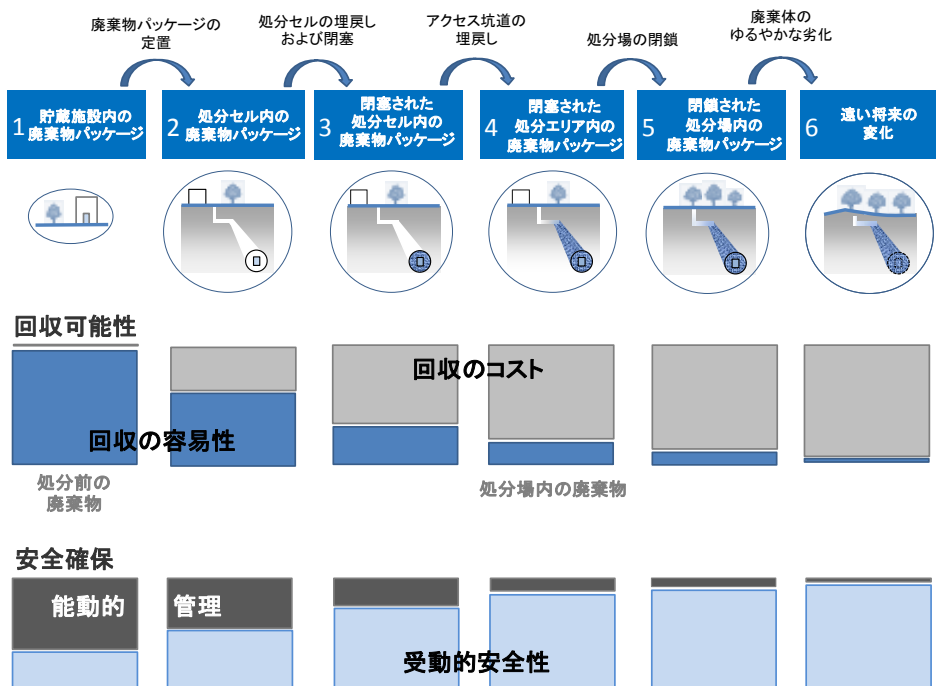 廃棄物パッケージの
定置
処分セルの埋戻し
および閉塞
アクセス坑道の
埋戻し
処分場の閉鎖
廃棄体の
ゆるやかな劣化
1 貯蔵施設内の
廃棄物パッケージ
2 処分セル内の
廃棄物パッケージ
3 閉塞された
処分セル内の
廃棄物パッケージ
4 閉塞された
処分エリア内の
廃棄物パッケージ
5 閉鎖された
処分場内の
廃棄物パッケージ
6 遠い将来の
変化
回収可能性
回収のコスト
回収の容易性
処分前の
廃棄物
処分場内の廃棄物
安全確保
能動的 管理
受動的安全性